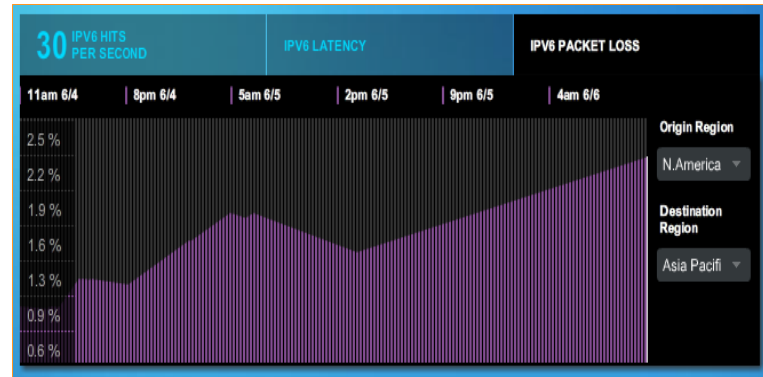 30 IPV6 HITS
PER SECOND
IPV6 LATENCY
IPV6 PACKET LOSS
11am 6/4
8pm 6/4
5am 6/5
2pm 6/5
9pm 6/5
4am 6/6
2.5 %
2.2 %
1.9 %
1.6 %
1.3 %
0.9 %
0.6 %
Origin Region
N.America
Destination
Region
Asia Pacifi